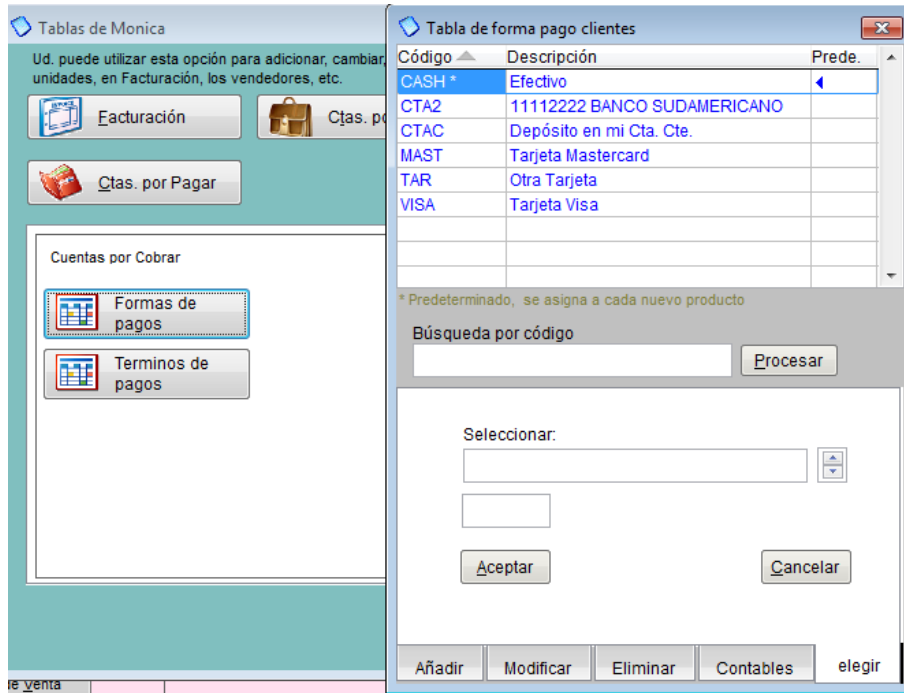 Tablas de Monica
Ud. puede utilizar esta opción para adicionar, cambiar,
unidades, en Facturación, los vendedores, etc.
Facturación
Ctas. po
Ctas. por Pagar
Cuentas por Cobrar
Formas de
pagos
Terminos de
pagos
de venta
Tabla de forma pago clientes
Código Descripción Prede.
CASH * Efectivo
CTA2 11112222 BANCO SUDAMERICANO
CTAC Depósito en mi Cta. Cte.
MAST Tarjeta Mastercard
TAR Otra Tarjeta
VISA Tarjeta Visa
* Predeterminado, se asigna a cada nuevo producto
Búsqueda por código
Procesar
Seleccionar:
Aceptar Cancelar
Añadir Modificar Eliminar Contables elegir